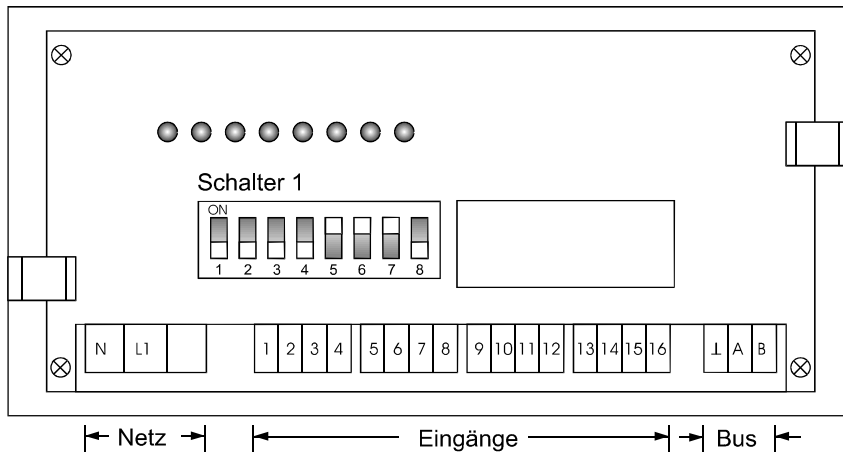 Schalter 1
ON
1 2 3 4 5 6 7 8
N L1 1 2 3 4 5 6 7 8 9 10 11 12 13 14 15 16 ⊥ A B
Netz Eingänge Bus